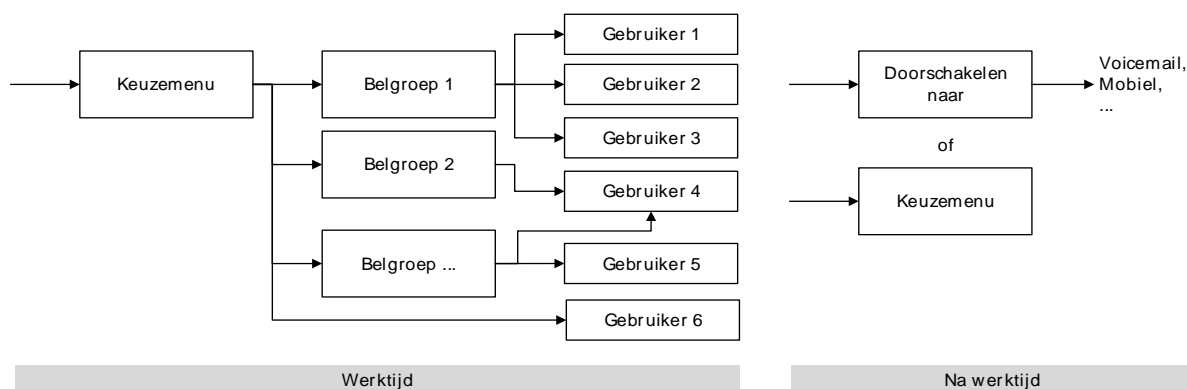 Keuzemenu
Belgroep 1
Belgroep 2
Belgroep ...
Gebruiker 1
Gebruiker 2
Gebruiker 3
Gebruiker 4
Gebruiker 5
Gebruiker 6
Werktijd
Doorschakelen
naar
Voicemail,
Mobiel,
...
of
Keuzemenu
Na werktijd